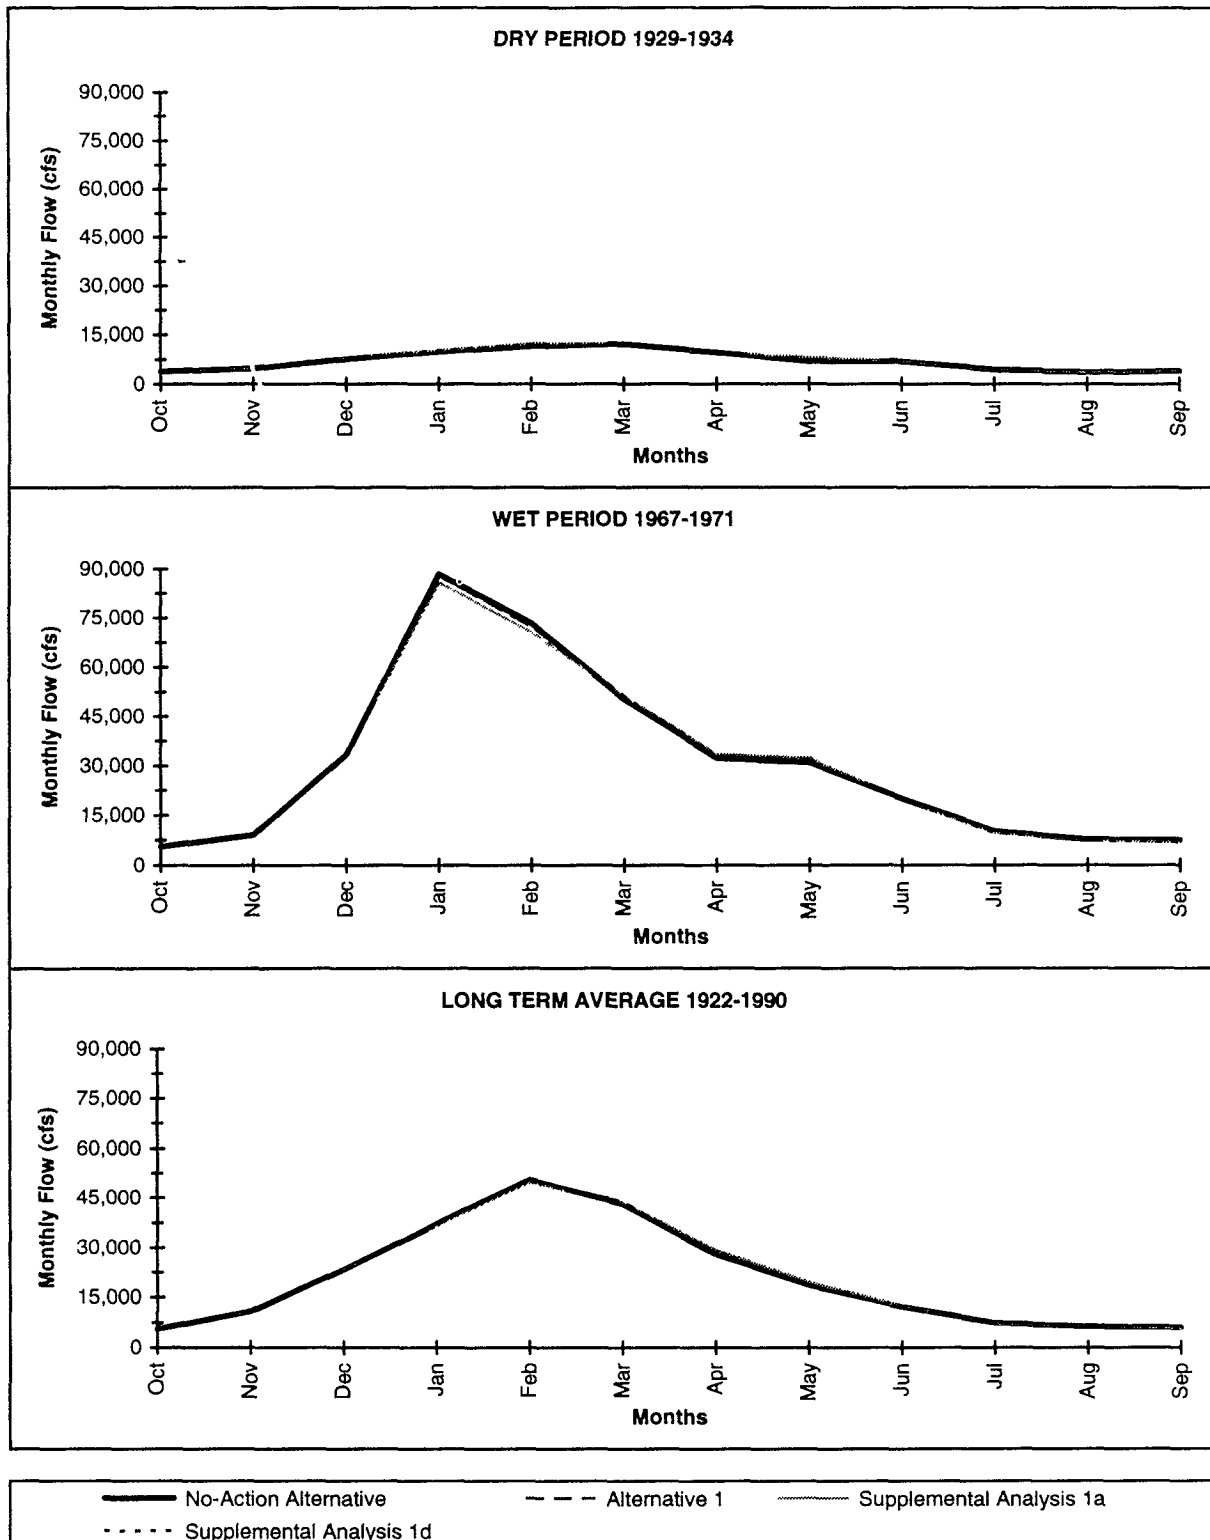 DRY PERIOD 1929-1934
Monthly Flow (cfs)
90,000
75,000
60,000
45,000
30,000
15,000
0
Oct Nov Dec Jan Feb Mar Apr May Jun Jul Aug Sep
Months
WET PERIOD 1967-1971
Monthly Flow (cfs)
90,000
75,000
60,000
45,000
30,000
15,000
0
Oct Nov Dec Jan Feb Mar Apr May Jun Jul Aug Sep
Months
LONG TERM AVERAGE 1922-1990
Monthly Flow (cfs)
90,000
75,000
60,000
45,000
30,000
15,000
0
Oct Nov Dec Jan Feb Mar Apr May Jun Jul Aug Sep
Months
No-Action Alternative Alternative 1 Supplemental Analysis 1a
Supplemental Analysis 1d